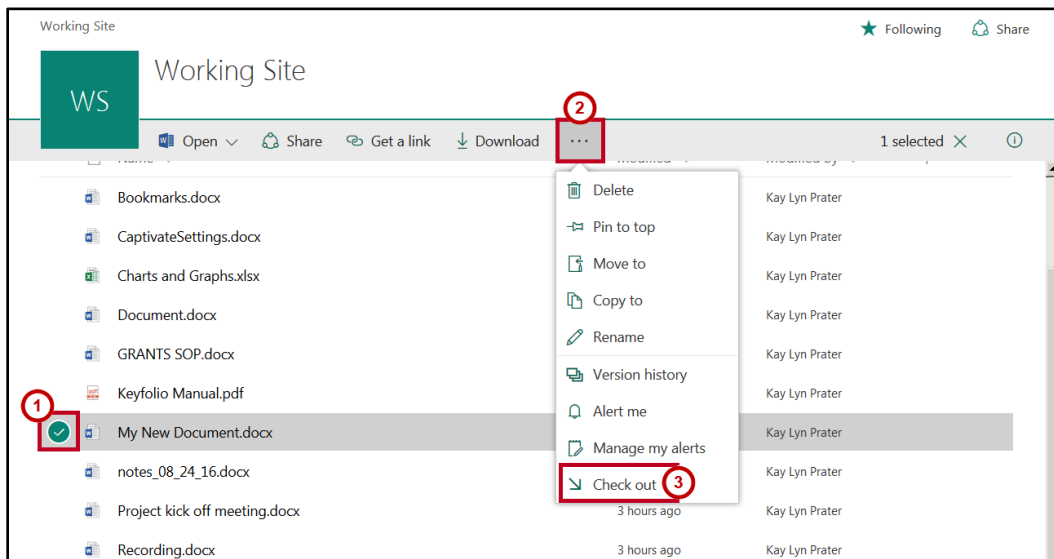 Working Site
Following
Share
WS
Working Site
2
Open
Share
Get a link
Download
...
1 selected
Bookmarks.docx
Kay Lyn Prater
CaptivateSettings.docx
Kay Lyn Prater
Charts and Graphs.xlsx
Kay Lyn Prater
Document.docx
Kay Lyn Prater
GRANTS SOP.docx
Kay Lyn Prater
Keyfolio Manual.pdf
Kay Lyn Prater
1
My New Document.docx
Kay Lyn Prater
notes_08_24_16.docx
Kay Lyn Prater
Project kick off meeting.docx
3 hours ago
Kay Lyn Prater
Recording.docx
3 hours ago
Kay Lyn Prater
Delete
Pin to top
Move to
Copy to
Rename
Version history
Alert me
Manage my alerts
Check out
3